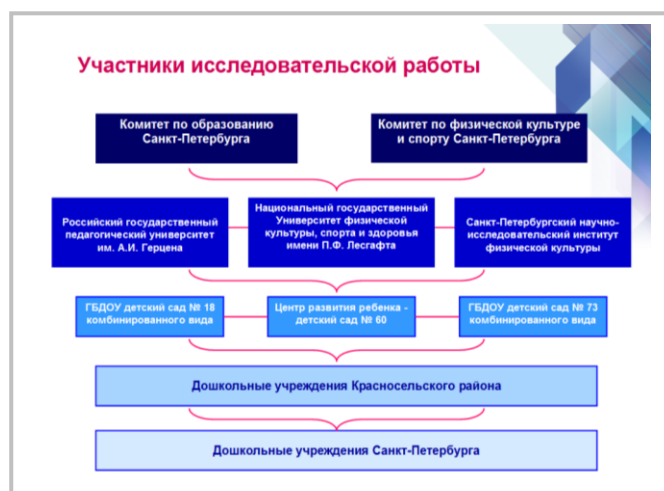 Участники исследовательской работы
Комитет по образованию
Санкт-Петербурга
Комитет по физической культуре
и спорту Санкт-Петербурга
Российский государственный
педагогический университет
им. А.И. Герцена
Национальный государственный
Университет физической
культуры, спорта и здоровья
имени П.Ф. Лесгафта
Санкт-Петербургский научно-
исследовательский институт
физической культуры
ГБДОУ детский сад № 18
комбинированного вида
Центр развития ребенка -
детский сад № 60
ГБДОУ детский сад № 73
комбинированного вида
Дошкольные учреждения Красносельского района
Дошкольные учреждения Санкт-Петербурга